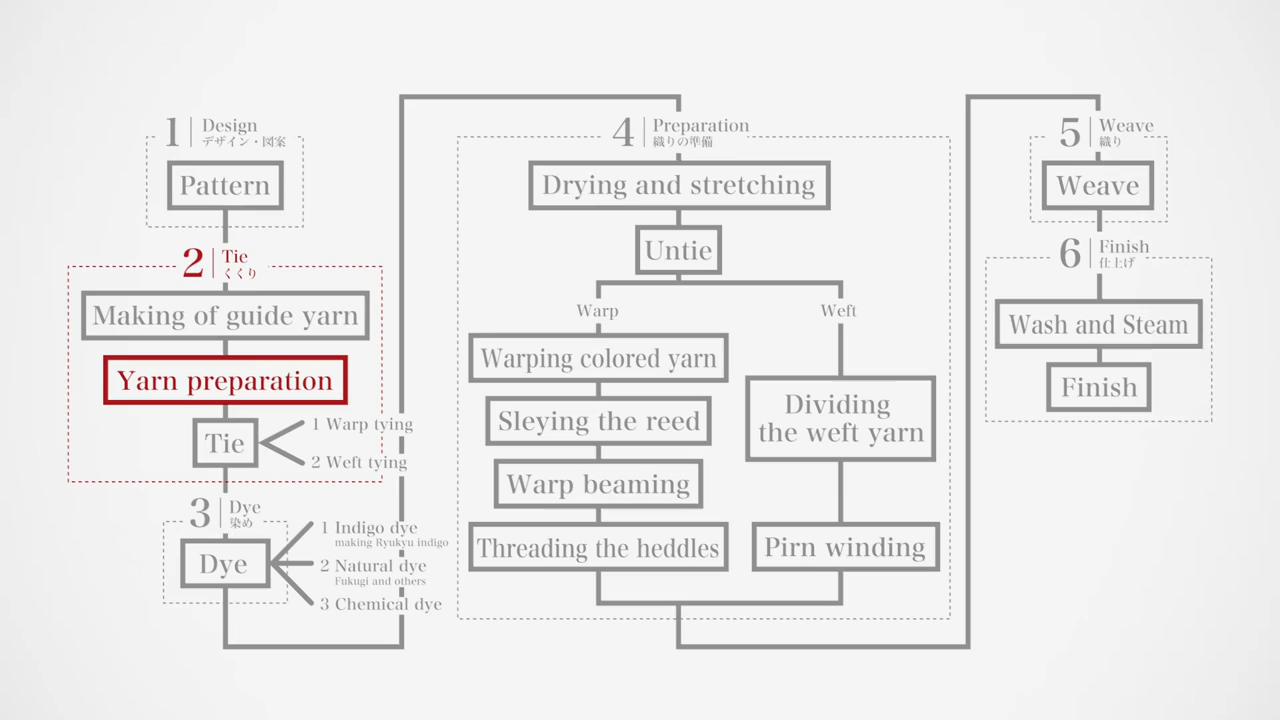 1 Design
デザイン・図案
Pattern
2 Tie
くくり
Making of guide yarn
Yarn preparation
Tie
1 Warp tying
2 Weft tying
3 Dye
染め
Dye
1 Indigo dye
making Ryukyu indigo
2 Natural dye
Fukugi and others
3 Chemical dye
4 Preparation
織りの準備
Drying and stretching
Untie
Warp
Warping colored yarn
Sleying the reed
Warp beaming
Threading the heddles
Weft
Dividing
the weft yarn
Pirn winding
5 Weave
織り
Weave
6 Finish
仕上げ
Wash and Steam
Finish